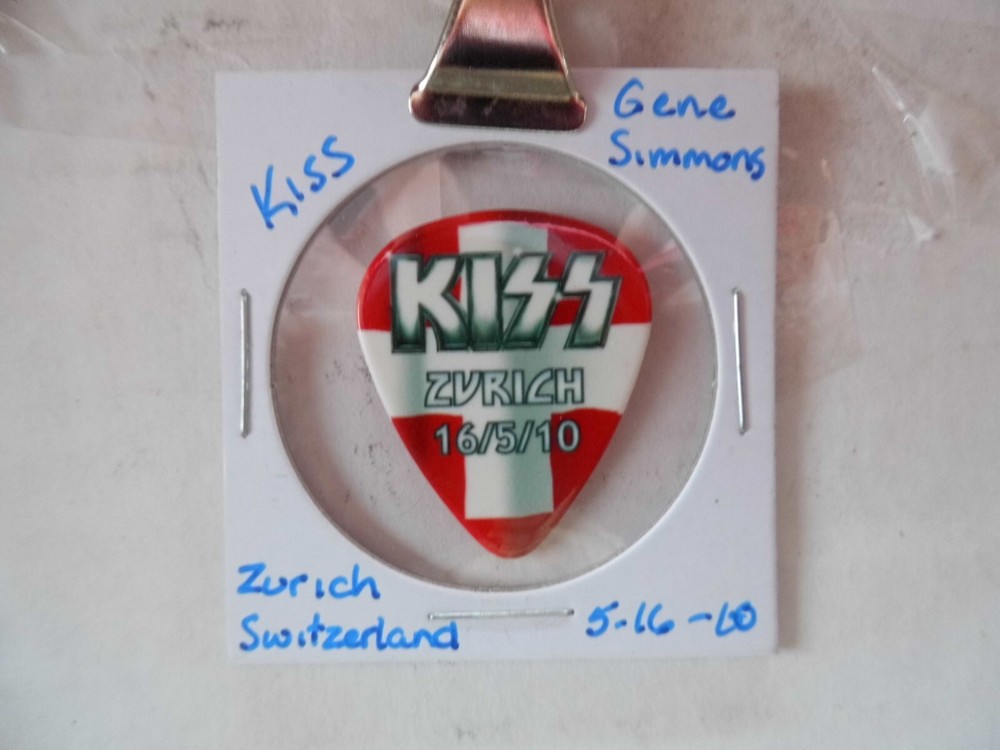 Kiss
Gene
Simmons
KISS
ZURICH
16/5/10
Zurich
Switzerland
5-16-10